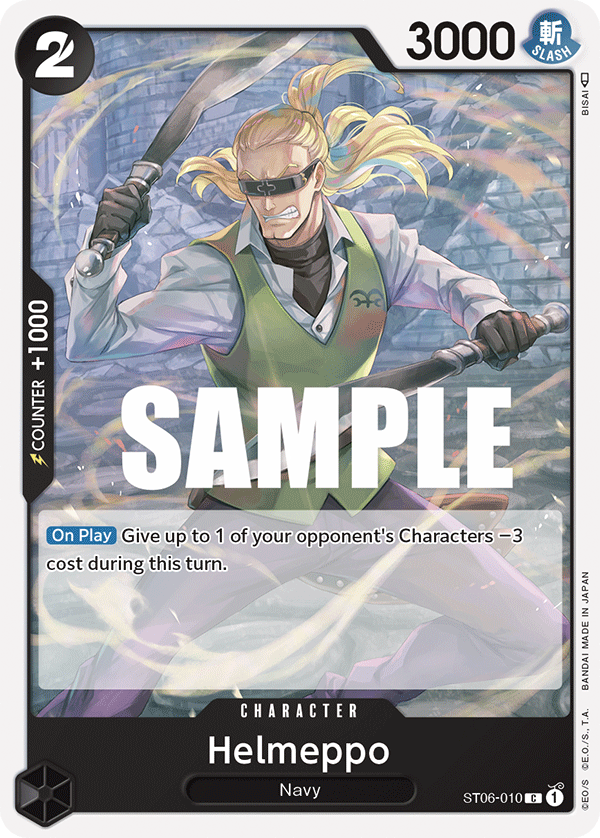 2
3000
斬
SLASH
BISAI
COUNTER +1000
SAMPLE
On Play Give up to 1 of your opponent's Characters −3
cost during this turn.
CHARACTER
Helmeppo
Navy
ST06-010 C 1
©EO/S ©E.O./S., T.A. BANDAI MADE IN JAPAN